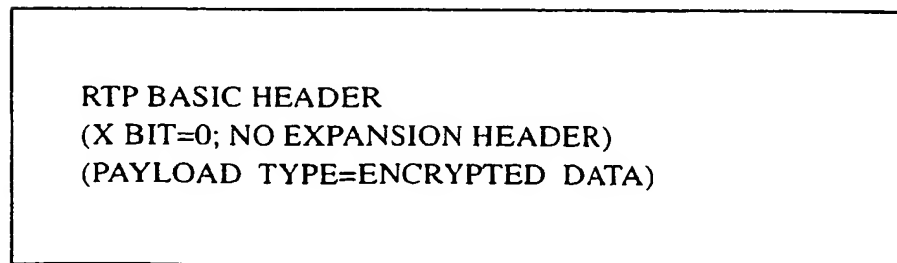 RTP BASIC HEADER
(X BIT=0; NO EXPANSION HEADER)
(PAYLOAD TYPE=ENCRYPTED DATA)